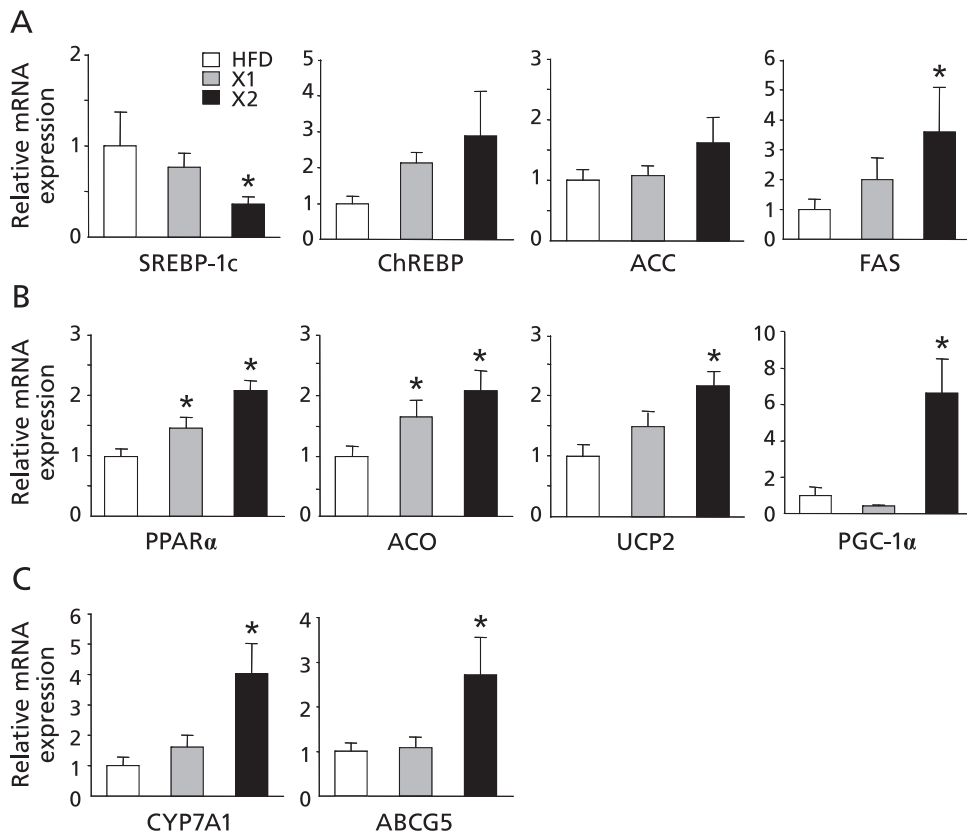 A
Relative mRNA
expression
2
1
0
HFD
X1
X2
*
SREBP-1c
5
4
3
2
1
0
ChREBP
3
2
1
0
ACC
6
5
4
3
2
1
0
*
FAS
B
Relative mRNA
expression
3
2
1
0
*
*
PPARα
3
2
1
0
*
*
ACO
3
2
1
0
*
UCP2
10
8
6
4
2
0
*
PGC-1α
C
Relative mRNA
expression
6
5
4
3
2
1
0
*
CYP7A1
4
3
2
1
0
*
ABCG5